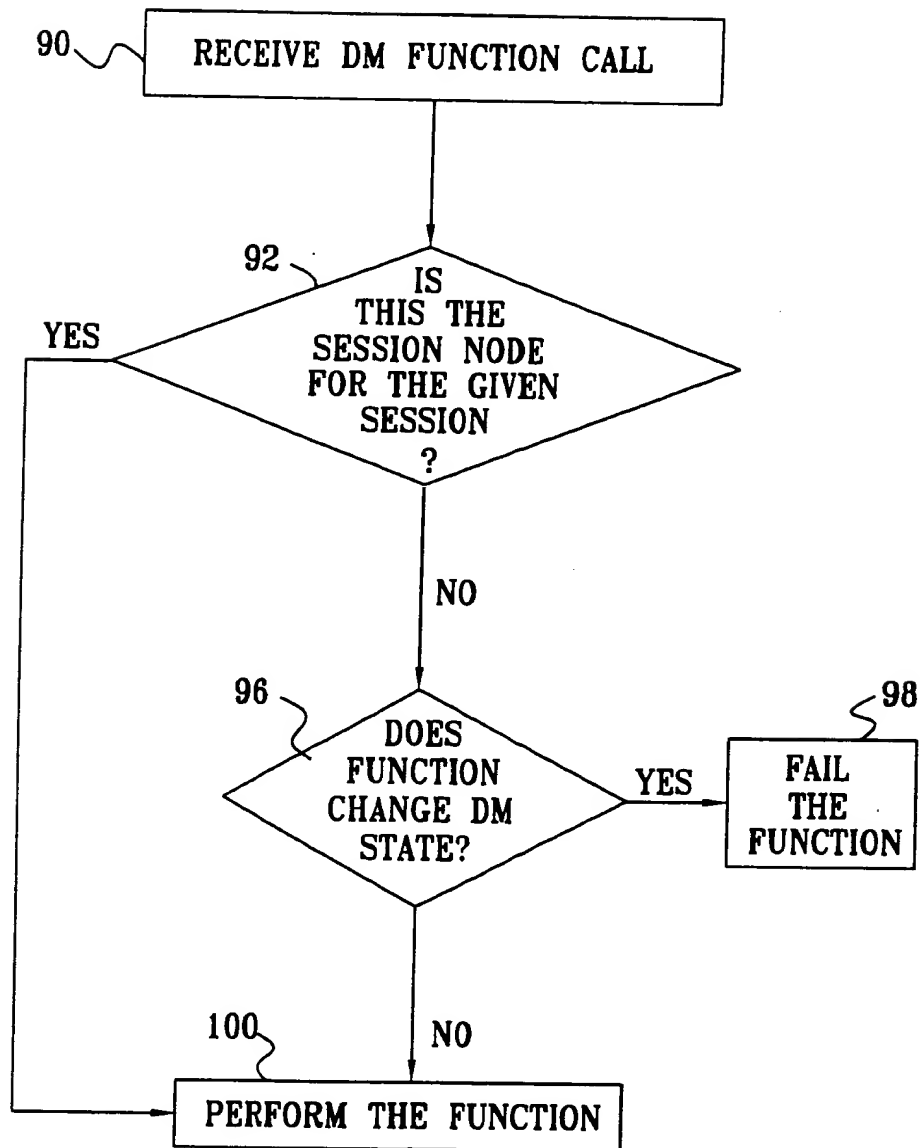 90
RECEIVE DM FUNCTION CALL
92
IS
THIS THE
SESSION NODE
FOR THE GIVEN
SESSION
?
YES
NO
96
DOES
FUNCTION
CHANGE DM
STATE?
YES
98
FAIL
THE
FUNCTION
NO
100
PERFORM THE FUNCTION